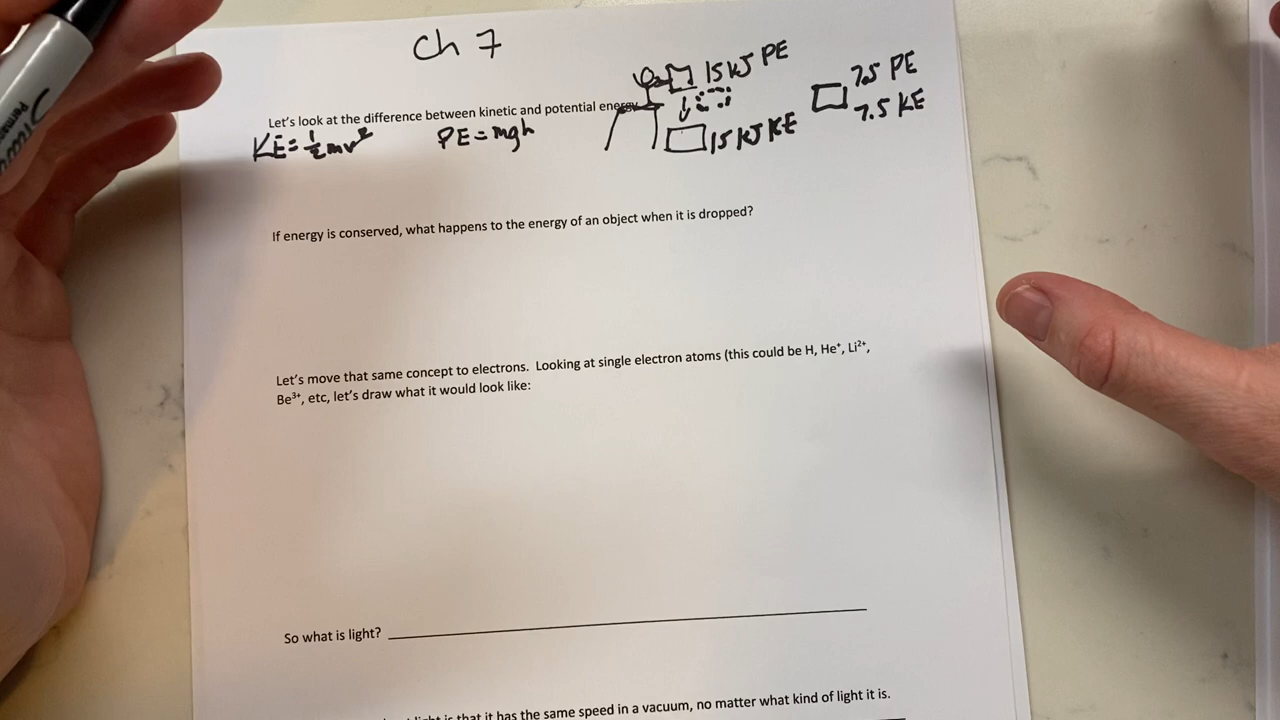 Ch 7
15 kJ PE
7.5 PE
7.5 KE
Let's look at the difference between kinetic and potential energy
15 kJ KE
KE = ½mv²
PE = mgh
If energy is conserved, what happens to the energy of an object when it is dropped?
Let's move that same concept to electrons. Looking at single electron atoms (this could be H, He⁺, Li²⁺,
Be³⁺, etc, let's draw what it would look like:
So what is light?
light is that it has the same speed in a vacuum, no matter what kind of light it is.